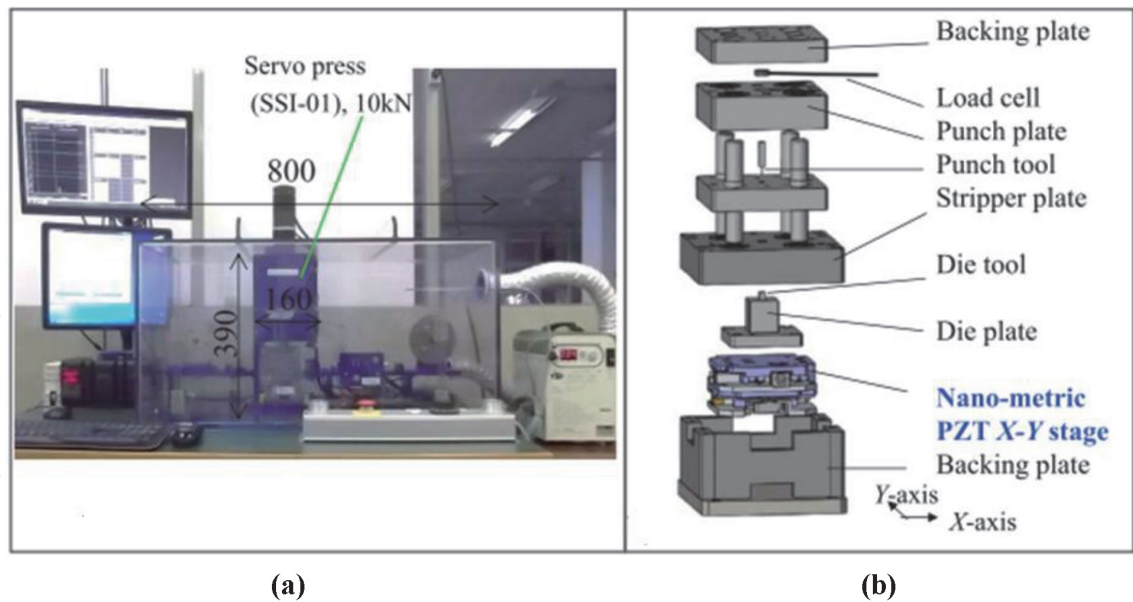 Servo press
(SSI-01), 10kN
800
160
390
Backing plate
Load cell
Punch plate
Punch tool
Stripper plate
Die tool
Die plate
Nano-metric
PZT X-Y stage
Backing plate
Y-axis
X-axis
(a)
(b)